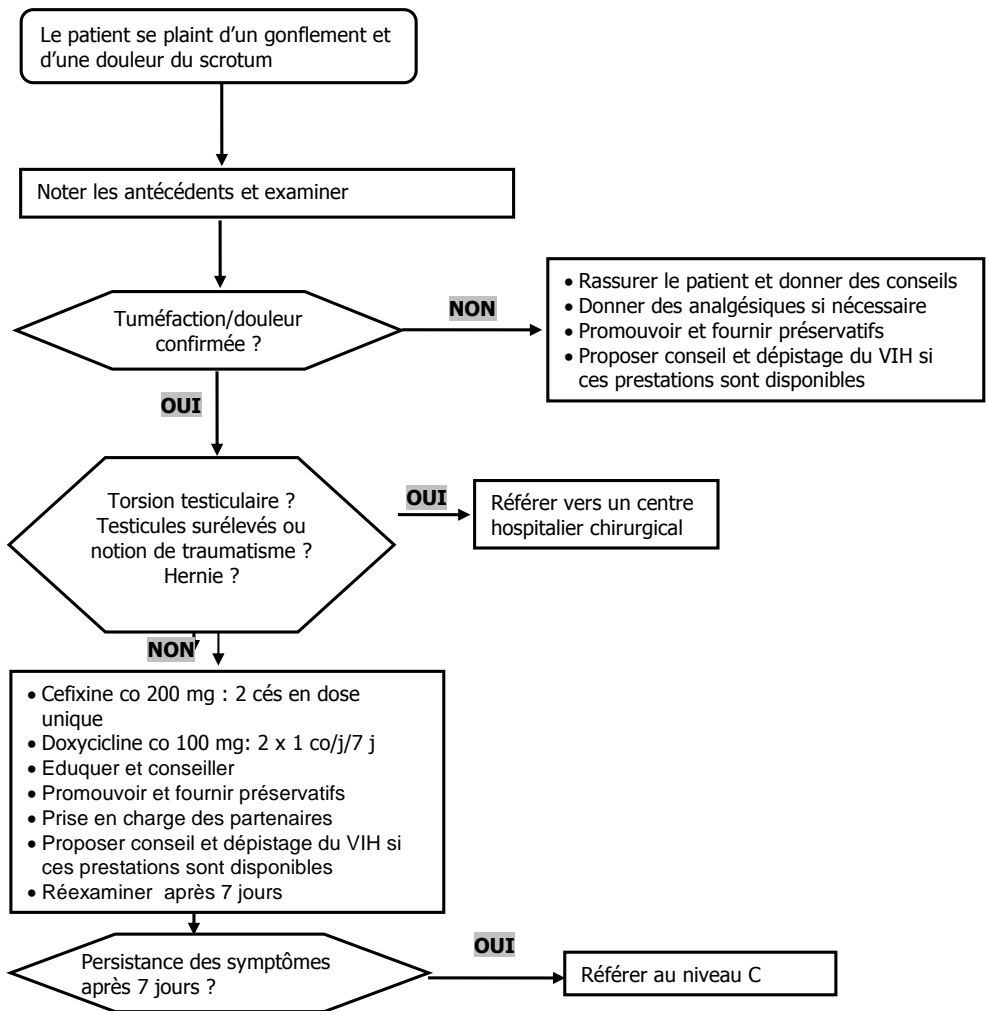 Le patient se plaint d’un gonflement et
d’une douleur du scrotum
Noter les antécédents et examiner
Tuméfaction/douleur
confirmée ?
NON
• Rassurer le patient et donner des conseils
• Donner des analgésiques si nécessaire
• Promouvoir et fournir préservatifs
• Proposer conseil et dépistage du VIH si
ces prestations sont disponibles
OUI
Torsion testiculaire ?
Testicules surélevés ou
notion de traumatisme ?
Hernie ?
OUI
Référer vers un centre
hospitalier chirurgical
NON
• Cefixine co 200 mg : 2 cés en dose
unique
• Doxycicline co 100 mg: 2 x 1 co/j/7 j
• Eduquer et conseiller
• Promouvoir et fournir préservatifs
• Prise en charge des partenaires
• Proposer conseil et dépistage du VIH si
ces prestations sont disponibles
• Réexaminer après 7 jours
Persistance des symptômes
après 7 jours ?
OUI
Référer au niveau C